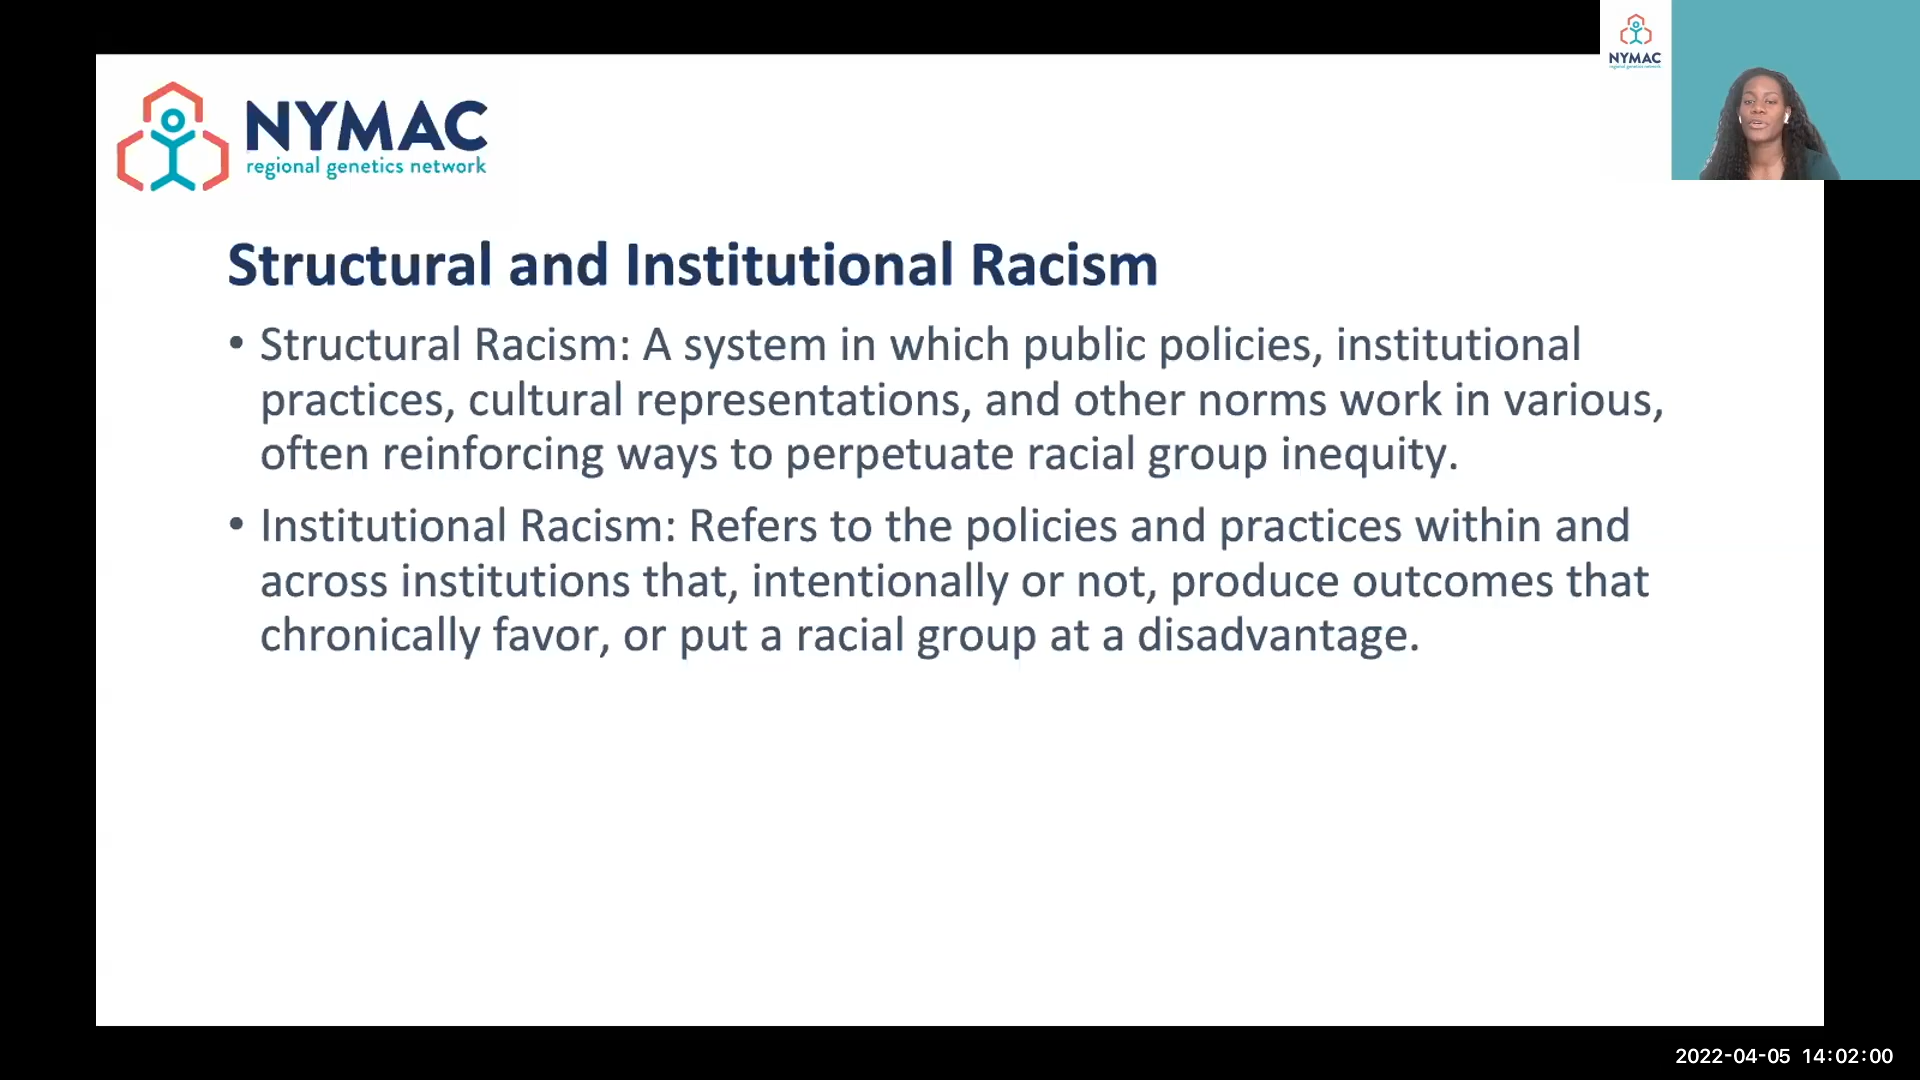 NYMAC
regional genetics network
NYMAC
regional genetics network
Structural and Institutional Racism
• Structural Racism: A system in which public policies, institutional
practices, cultural representations, and other norms work in various,
often reinforcing ways to perpetuate racial group inequity.
• Institutional Racism: Refers to the policies and practices within and
across institutions that, intentionally or not, produce outcomes that
chronically favor, or put a racial group at a disadvantage.
2022-04-05 14:02:00